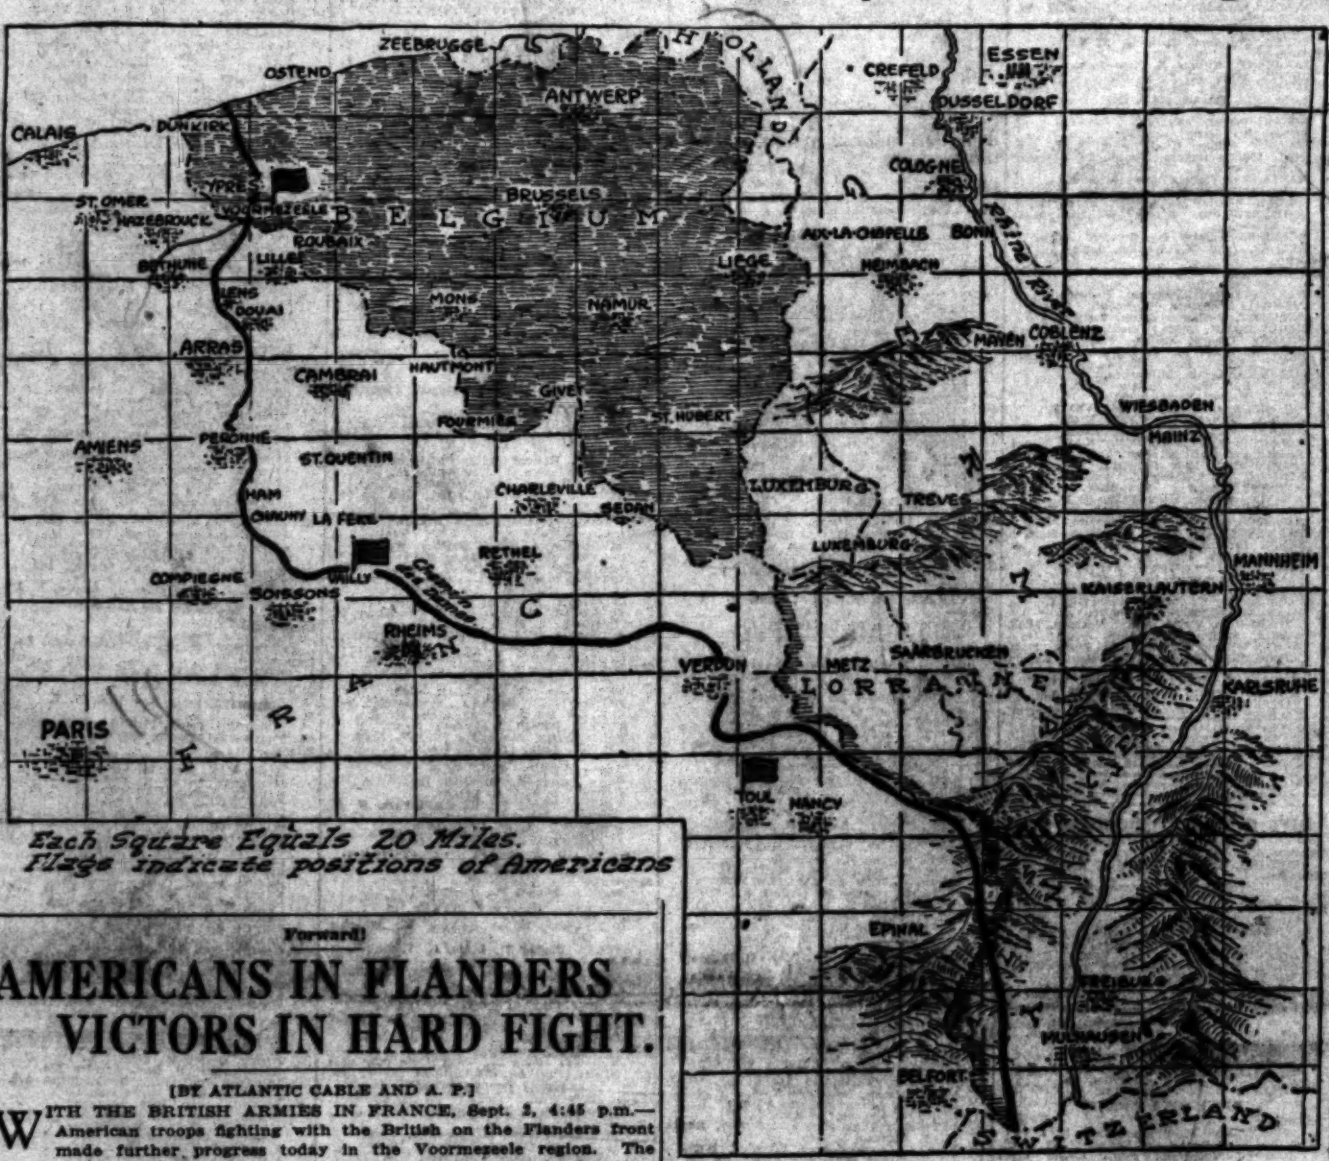 ZEEBRUGGE
HOLLAND
ESSEN
CREFELD
OSTEND
ANTWERP
DUSSELDORF
CALAIS
DUNKIRK
COLOGNE
YPRES
BRUSSELS
ST. OMER
VOORMEZEELE
HAZEBROUCK
BELGIUM
AIX-LA-CHAPELLE
BONN
Rhine River
ROUBAIX
BETHUNE
LILLE
LIEGE
HEIMBACH
LENS
MONS
NAMUR
DOUAI
ARRAS
MAYEN
COBLENZ
HAUTMONT
CAMBRAI
GIVET
WIESBADEN
FOURMIES
ST. HUBERT
AMIENS
PERONNE
MAINZ
ST. QUENTIN
CHARLEVILLE
LUXEMBURG
TREVES
HAM
CHAUNY
LA FERE
SEDAN
LUXEMBURG
RETHEL
MANNHEIM
COMPIEGNE
VAILLY
Chemin
des Dames
SOISSONS
KAISERLAUTERN
RHEIMS
VERDUN
METZ
SAARBRUCKEN
LORRAINE
KARLSRUHE
FRANC
PARIS
TOUL
NANCY
Each Square Equals 20 Miles.
Flags indicate positions of Americans
EPINAL
FREIBURG
MULHAUSEN
BELFORT
SWITZERLAND
Forward!
AMERICANS IN FLANDERS
VICTORS IN HARD FIGHT.
[BY ATLANTIC CABLE AND A. P.]
WITH THE BRITISH ARMIES IN FRANCE, Sept. 2, 4:45 p.m.—
American troops fighting with the British on the Flanders front
made further progress today in the Voormezeele region. The